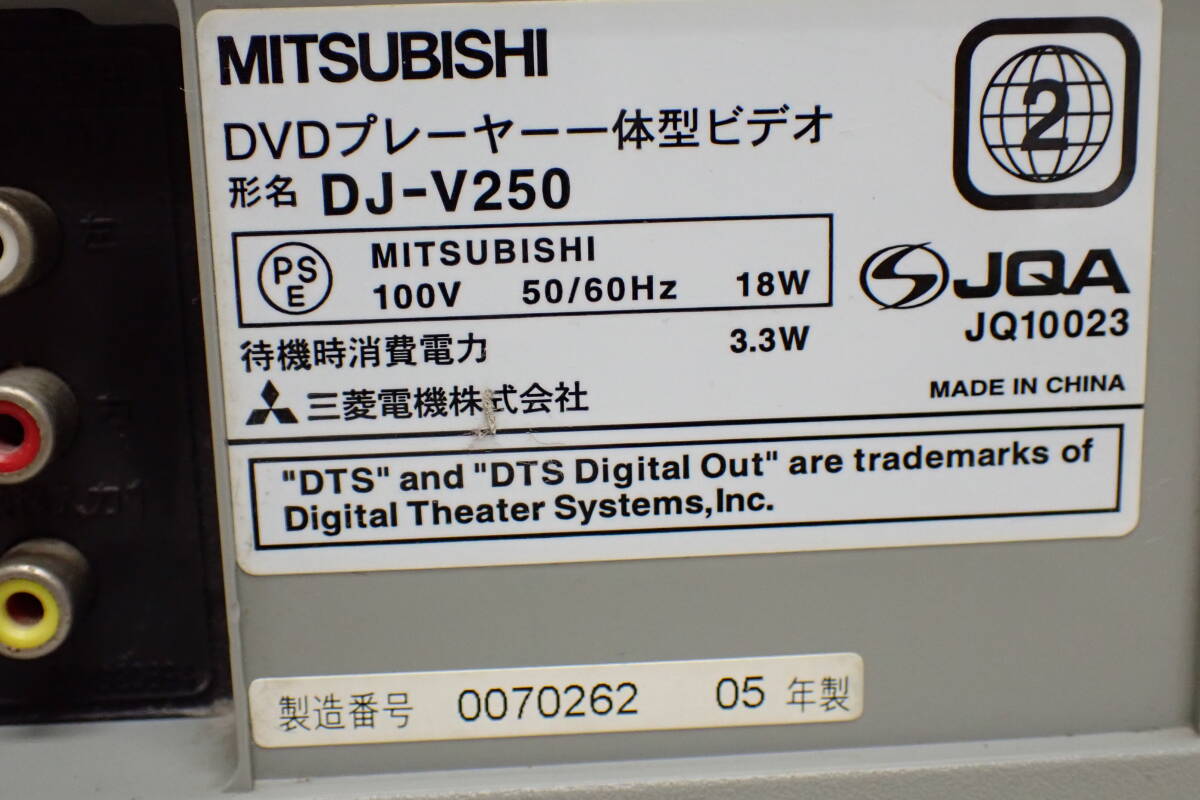 MITSUBISHI
DVDプレーヤー一体型ビデオ
形名 DJ-V250
2
PSE
MITSUBISHI
100V 50/60Hz 18W
待機時消費電力 3.3W
三菱電機株式会社
JQA
JQ10023
MADE IN CHINA
"DTS" and "DTS Digital Out" are trademarks of
Digital Theater Systems,Inc.
製造番号 0070262 05 年製
右